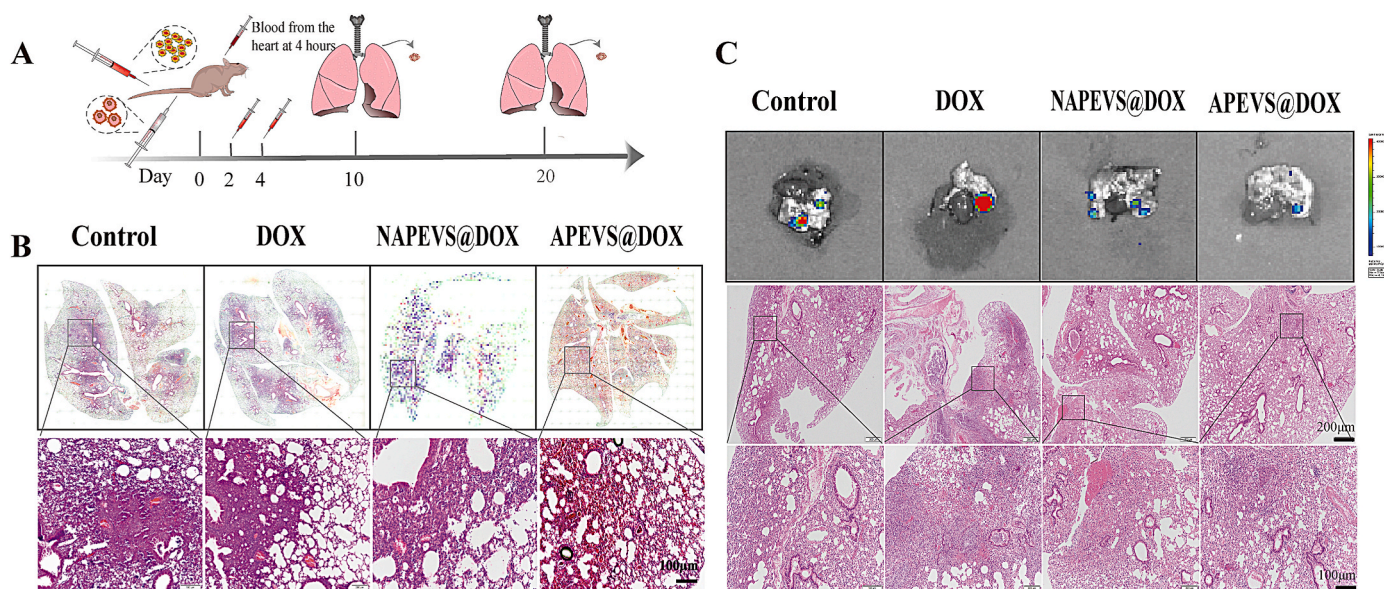 A
Blood from the
heart at 4 hours
Day
0
2
4
10
20
B
Control
DOX
NAPEVS@DOX
APEVS@DOX
100μm
C
Control
DOX
NAPEVS@DOX
APEVS@DOX
200μm
100μm